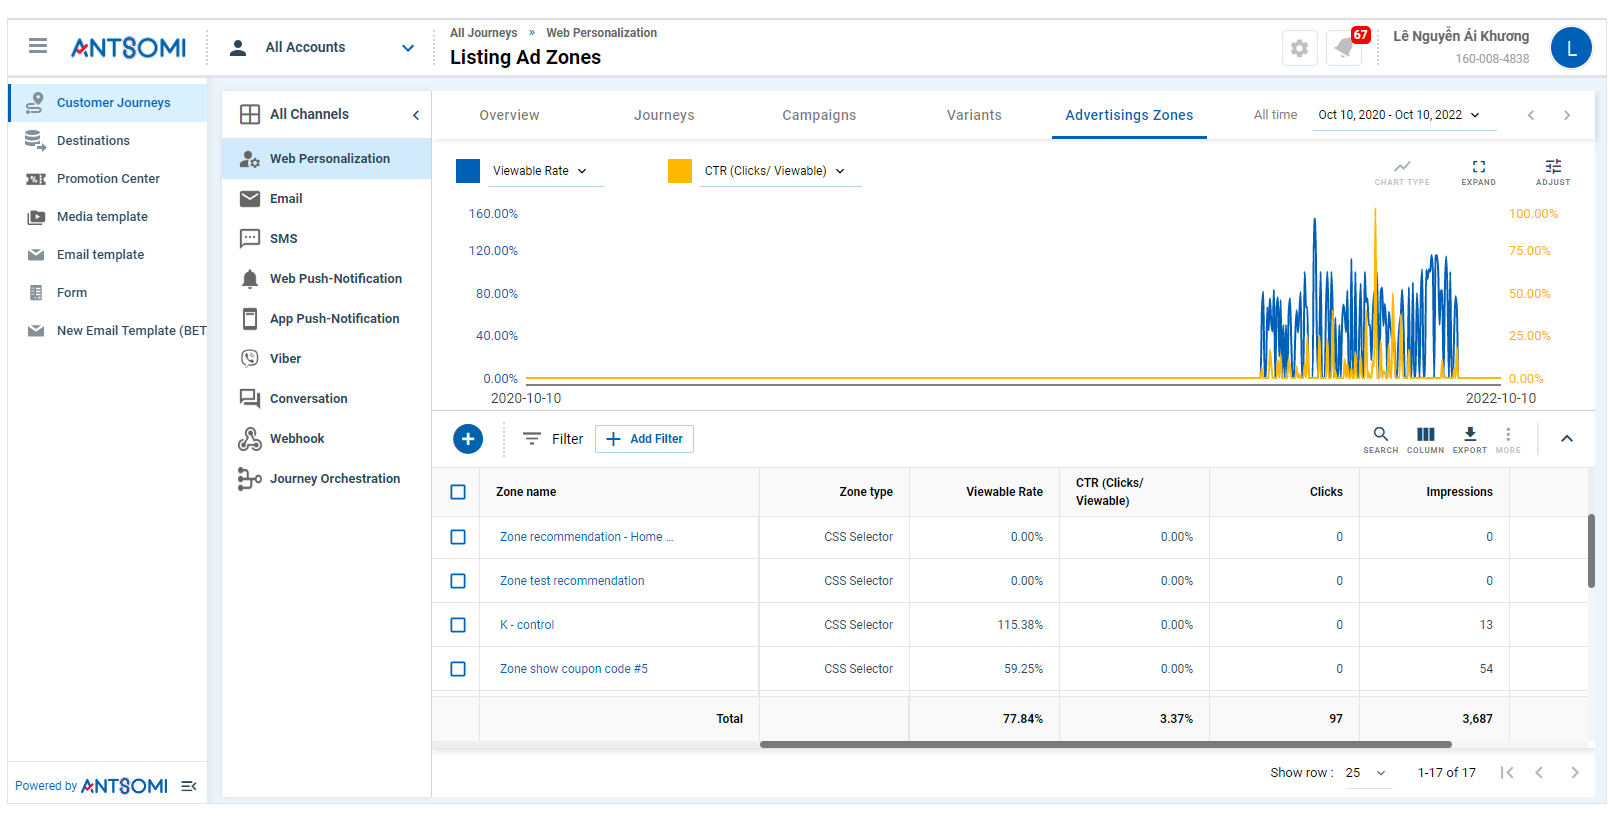 ANTSOMI
All Accounts
All Journeys » Web Personalization
Listing Ad Zones
67
Lê Nguyễn Ái Khương
160-008-4838
L
Customer Journeys
Destinations
Promotion Center
Media template
Email template
Form
New Email Template (BET
Powered by ANTSOMI
All Channels
Web Personalization
Email
SMS
Web Push-Notification
App Push-Notification
Viber
Conversation
Webhook
Journey Orchestration
Overview Journeys Campaigns Variants Advertisings Zones All time Oct 10, 2020 - Oct 10, 2022
Viewable Rate CTR (Clicks/ Viewable) CHART TYPE EXPAND ADJUST
160.00% 100.00%
120.00% 75.00%
80.00% 50.00%
40.00% 25.00%
0.00% 0.00%
2020-10-10 2022-10-10
Filter Add Filter SEARCH COLUMN EXPORT MORE
Zone name Zone type Viewable Rate CTR (Clicks/ Viewable) Clicks Impressions
Zone recommendation - Home ... CSS Selector 0.00% 0.00% 0 0
Zone test recommendation CSS Selector 0.00% 0.00% 0 0
K - control CSS Selector 115.38% 0.00% 0 13
Zone show coupon code #5 CSS Selector 59.25% 0.00% 0 54
Total 77.84% 3.37% 97 3,687
Show row : 25 1-17 of 17